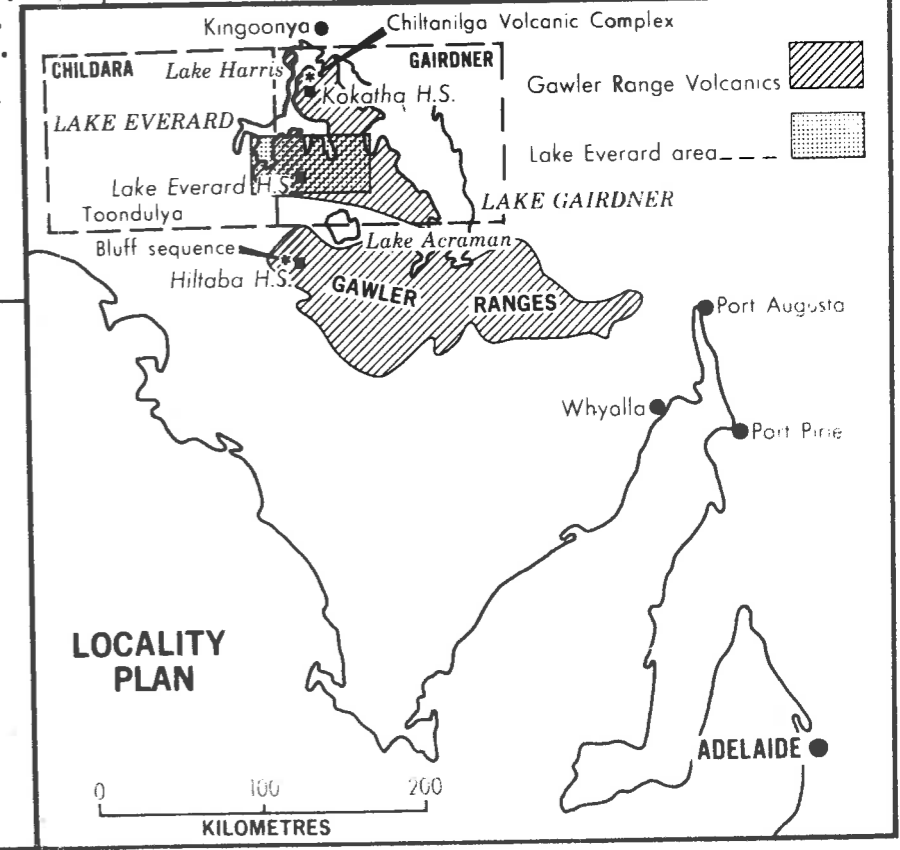 Kingoonya
Chiltanilga Volcanic Complex
CHILDARA
Lake Harris
GAIRDNER
Kokatha H.S.
Gawler Range Volcanics
LAKE EVERARD
Lake Everard area
Lake Everard H.S.
Toondulya
LAKE GAIRDNER
Bluff sequence
Lake Acraman
Hiltaba H.S.
GAWLER
RANGES
Port Augusta
Whyalla
Port Pirie
LOCALITY
PLAN
ADELAIDE
0 100 200
KILOMETRES